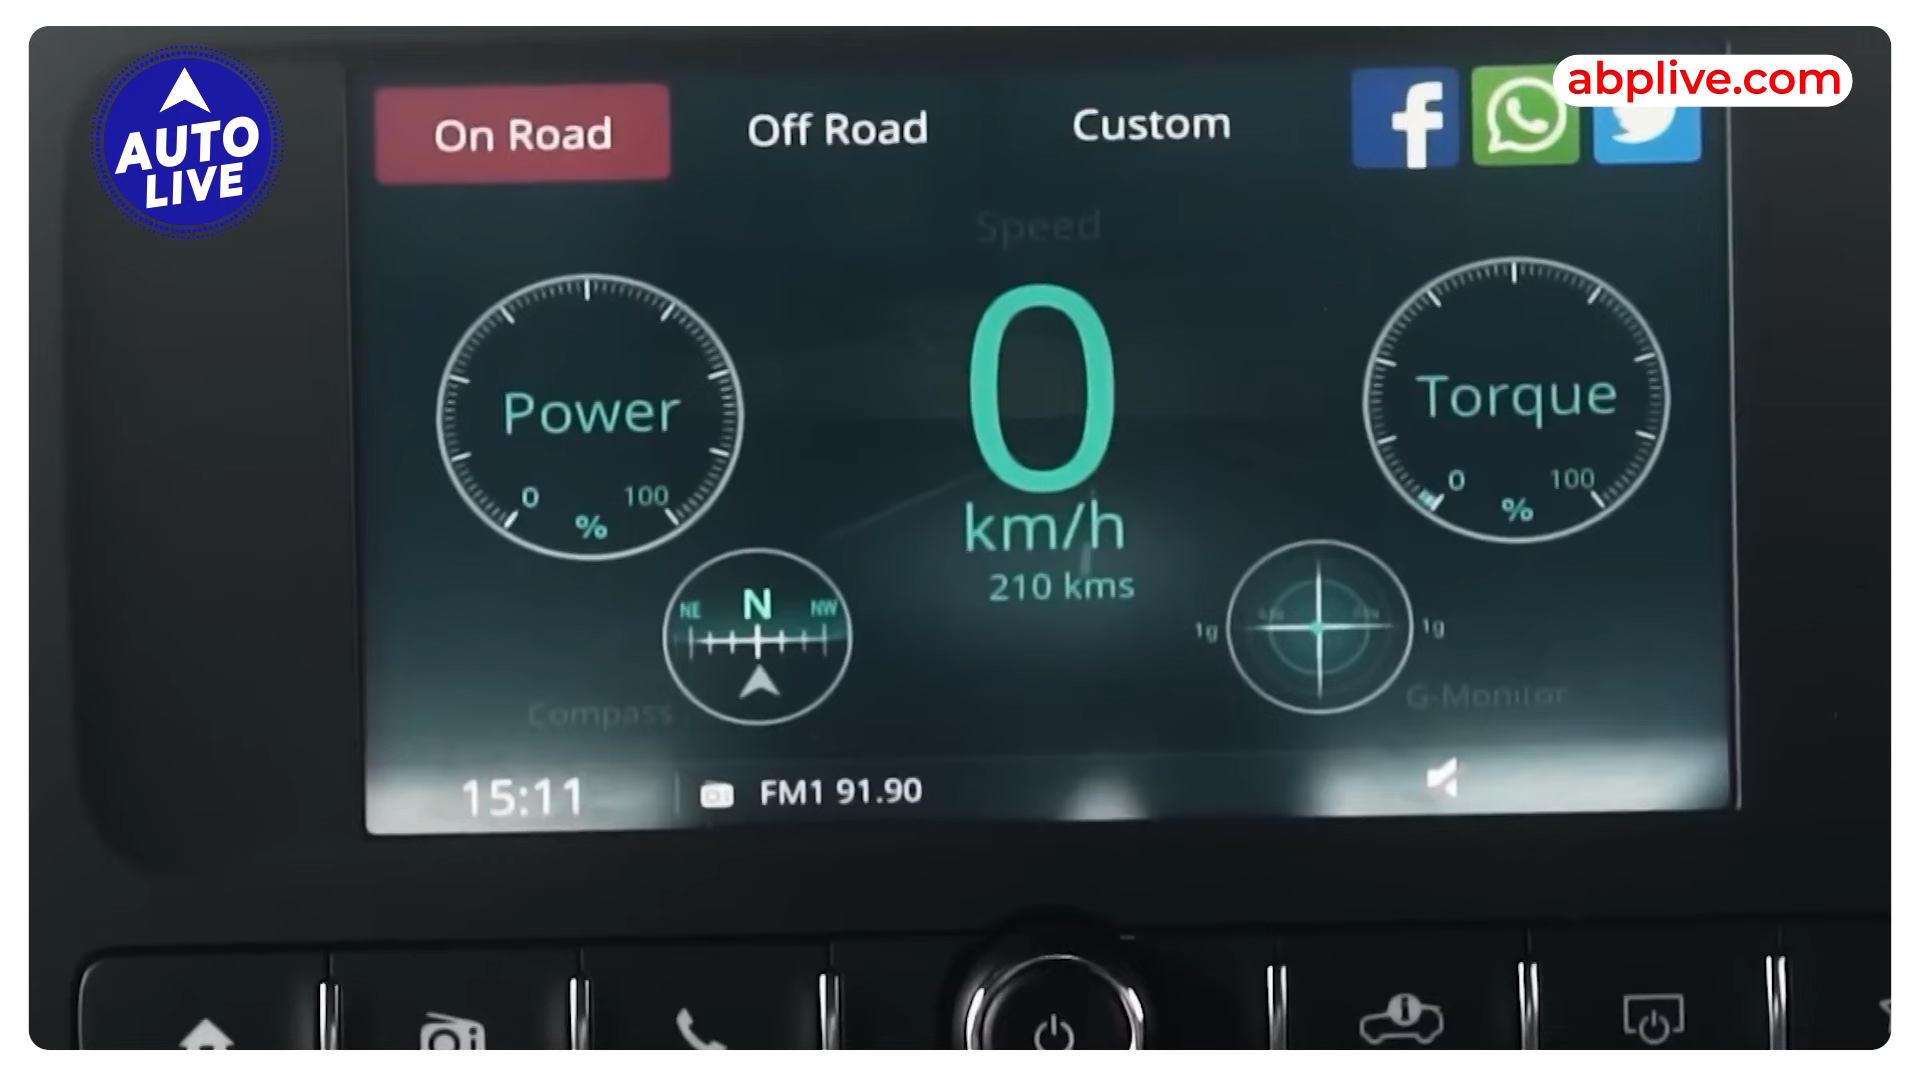 AUTO
LIVE
abplive.com
On Road
Off Road
Custom
Speed
0
km/h
210 kms
Power
0
100
%
Torque
0
100
%
NE
N
NW
Compass
1g
1g
G-Monitor
15:11
FM1 91.90